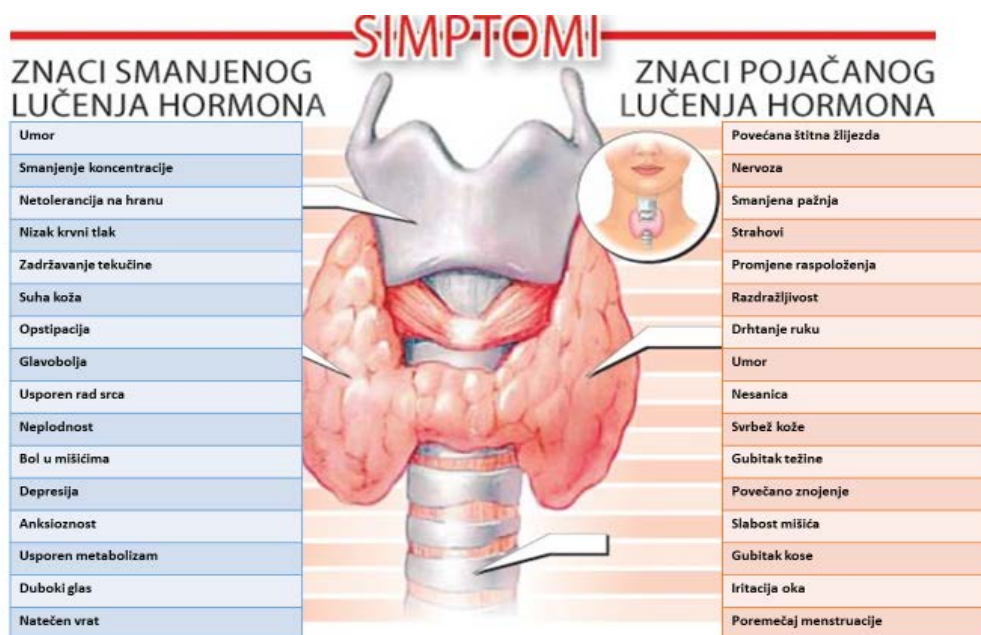 SIMPTOMI
ZNACI SMANJENOG
LUČENJA HORMONA
Umor
Smanjenje koncentracije
Netolerancija na hranu
Nizak krvni tlak
Zadržavanje tekučine
Suha koža
Opstipacija
Glavobolja
Usporen rad srca
Neplodnost
Bol u mišićima
Depresija
Anksioznost
Usporen metabolizam
Duboki glas
Natečen vrat
ZNACI POJAČANOG
LUČENJA HORMONA
Povećana štitna žlijezda
Nervoza
Smanjena pažnja
Strahovi
Promjene raspoloženja
Razdražljivost
Drhtanje ruku
Umor
Nesanica
Svrbež kože
Gubitak težine
Povečano znojenje
Slabost mišića
Gubitak kose
Iritacija oka
Poremečaj menstruacije